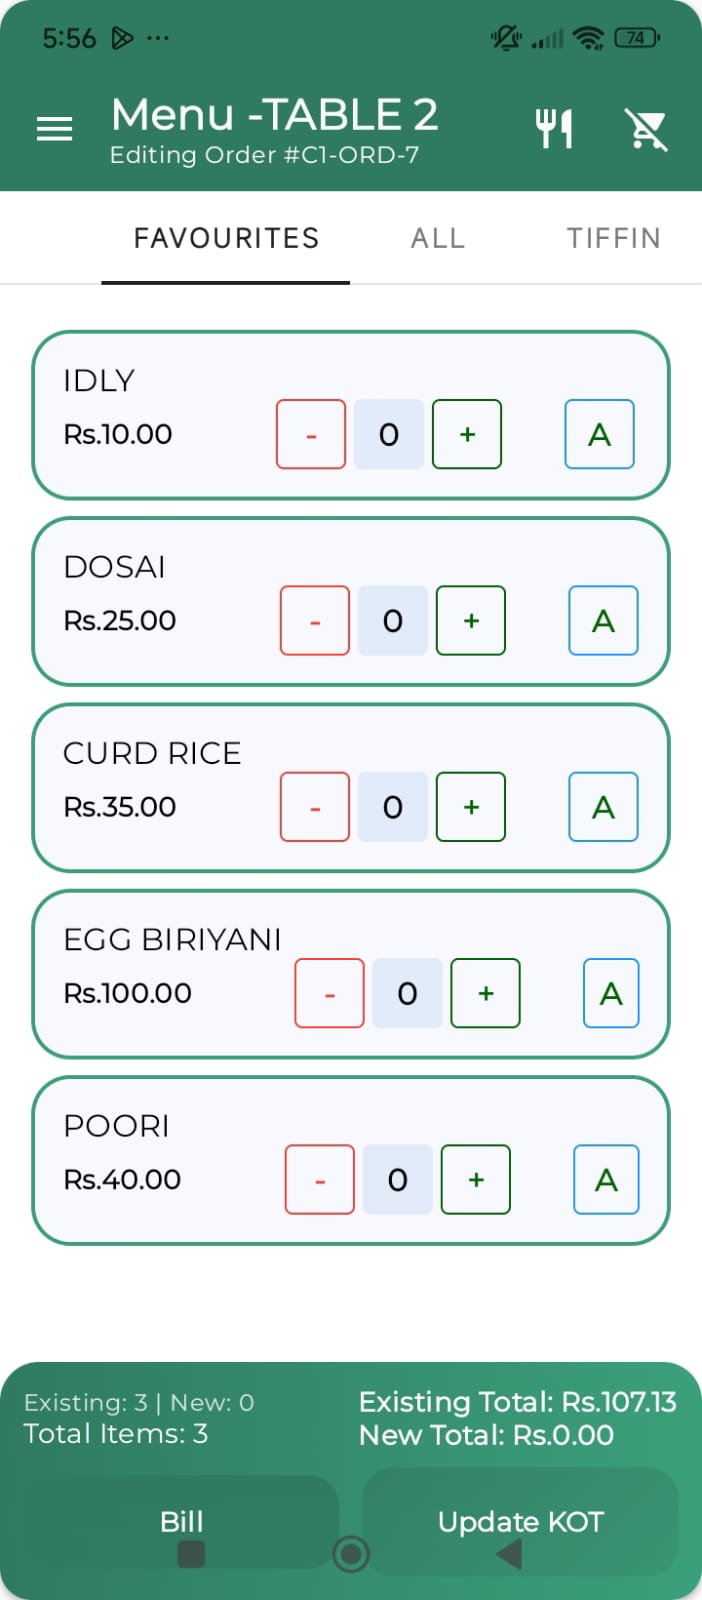 5:56
74
Menu -TABLE 2
Editing Order #C1-ORD-7
FAVOURITES ALL TIFFIN
IDLY
Rs.10.00 - 0 + A
DOSAI
Rs.25.00 - 0 + A
CURD RICE
Rs.35.00 - 0 + A
EGG BIRIYANI
Rs.100.00 - 0 + A
POORI
Rs.40.00 - 0 + A
Existing: 3 | New: 0 Existing Total: Rs.107.13
Total Items: 3 New Total: Rs.0.00
Bill Update KOT